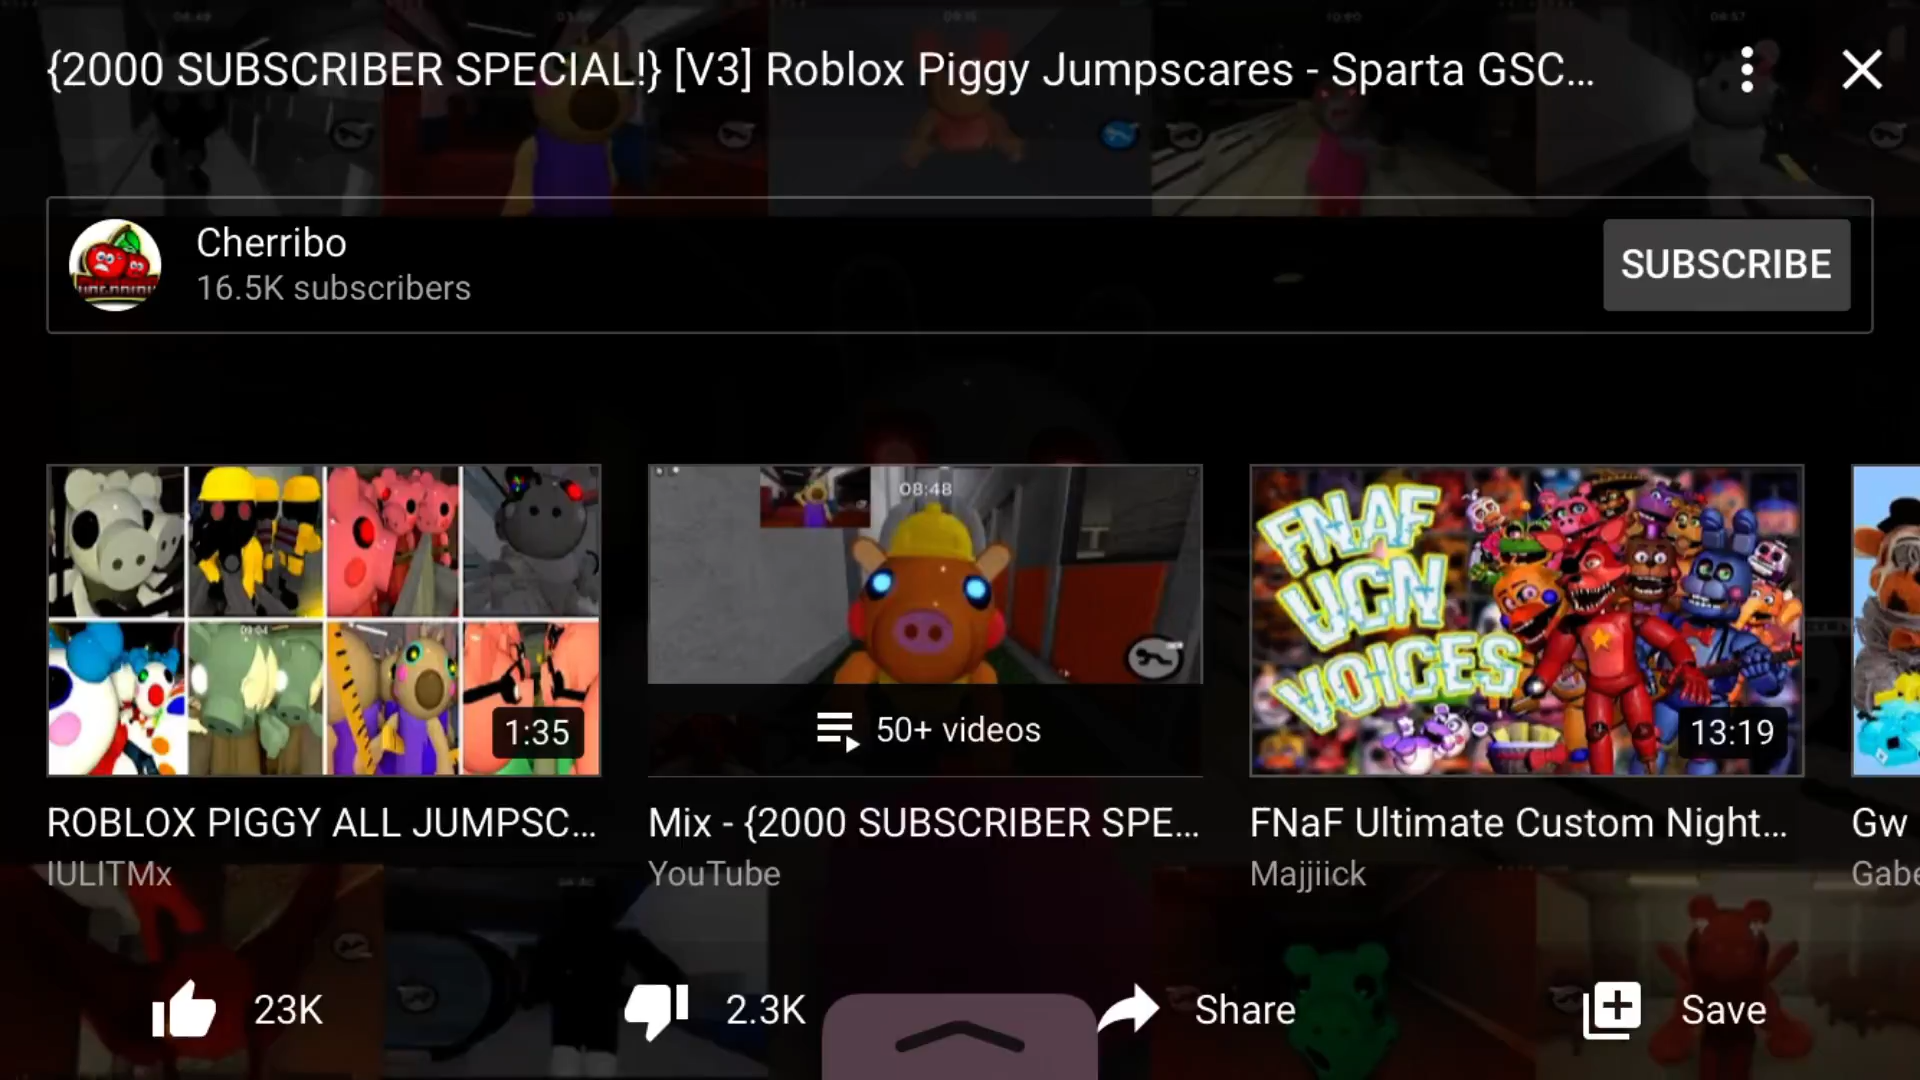 {2000 SUBSCRIBER SPECIAL!} [V3] Roblox Piggy Jumpscares - Sparta GSC...
Cherribo
16.5K subscribers
SUBSCRIBE
08:48
FNAF
UCN
VOICES
1:35
50+ videos
13:19
ROBLOX PIGGY ALL JUMPSC...
Mix - {2000 SUBSCRIBER SPE...
FNaF Ultimate Custom Night...
Gw
IULITMx
YouTube
Majjiick
Gabe
23K
2.3K
Share
Save